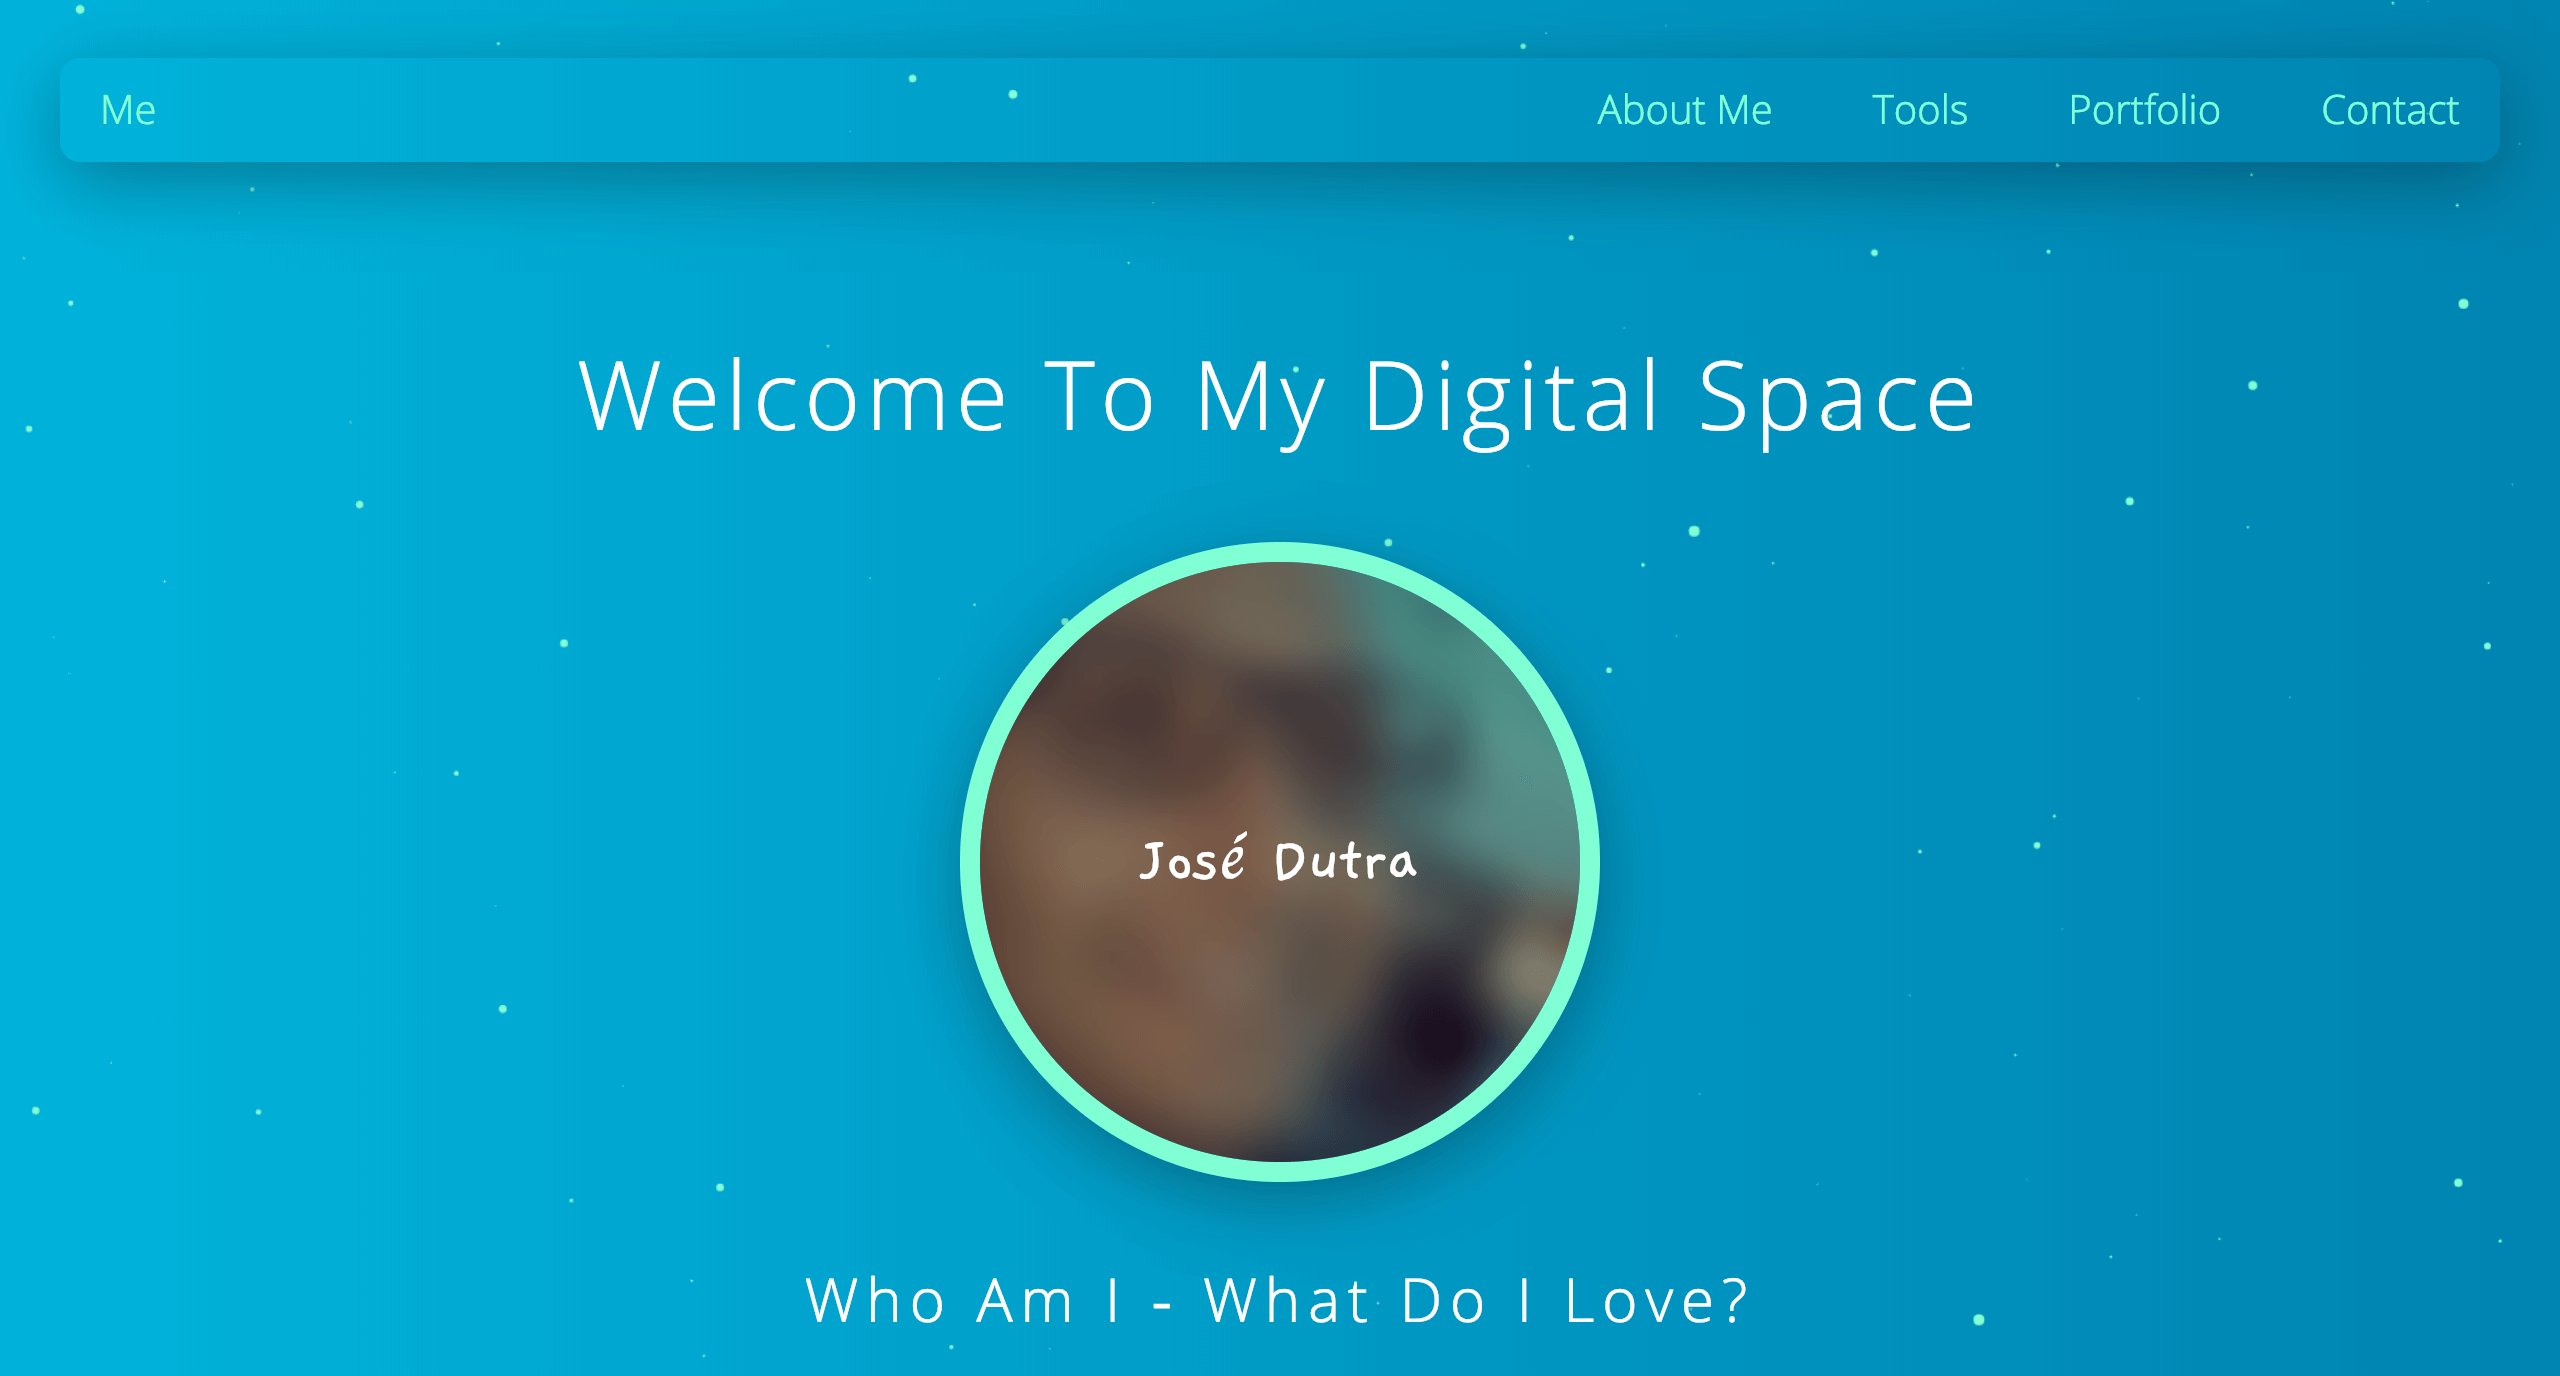 Me About Me Tools Portfolio Contact
Welcome To My Digital Space
José Dutra
Who Am I - What Do I Love?